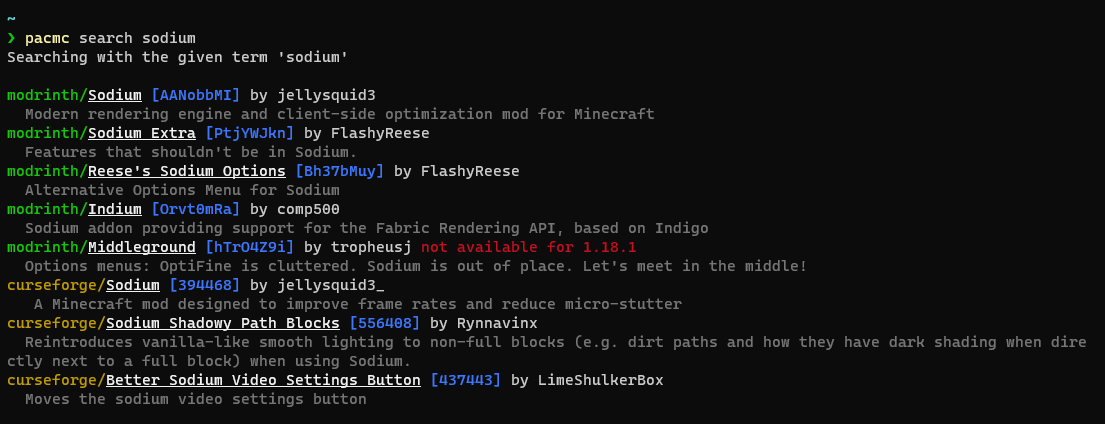 ~
❯ pacmc search sodium
Searching with the given term 'sodium'
modrinth/Sodium [AANobbMI] by jellysquid3
Modern rendering engine and client-side optimization mod for Minecraft
modrinth/Sodium Extra [PtjYWJkn] by FlashyReese
Features that shouldn't be in Sodium.
modrinth/Reese's Sodium Options [Bh37bMuy] by FlashyReese
Alternative Options Menu for Sodium
modrinth/Indium [Orvt0mRa] by comp500
Sodium addon providing support for the Fabric Rendering API, based on Indigo
modrinth/Middleground [hTrO4Z9i] by tropheusj not available for 1.18.1
Options menus: OptiFine is cluttered. Sodium is out of place. Let's meet in the middle!
curseforge/Sodium [394468] by jellysquid3_
A Minecraft mod designed to improve frame rates and reduce micro-stutter
curseforge/Sodium Shadowy Path Blocks [556408] by Rynnavinx
Reintroduces vanilla-like smooth lighting to non-full blocks (e.g. dirt paths and how they have dark shading when dire
ctly next to a full block) when using Sodium.
curseforge/Better Sodium Video Settings Button [437443] by LimeShulkerBox
Moves the sodium video settings button